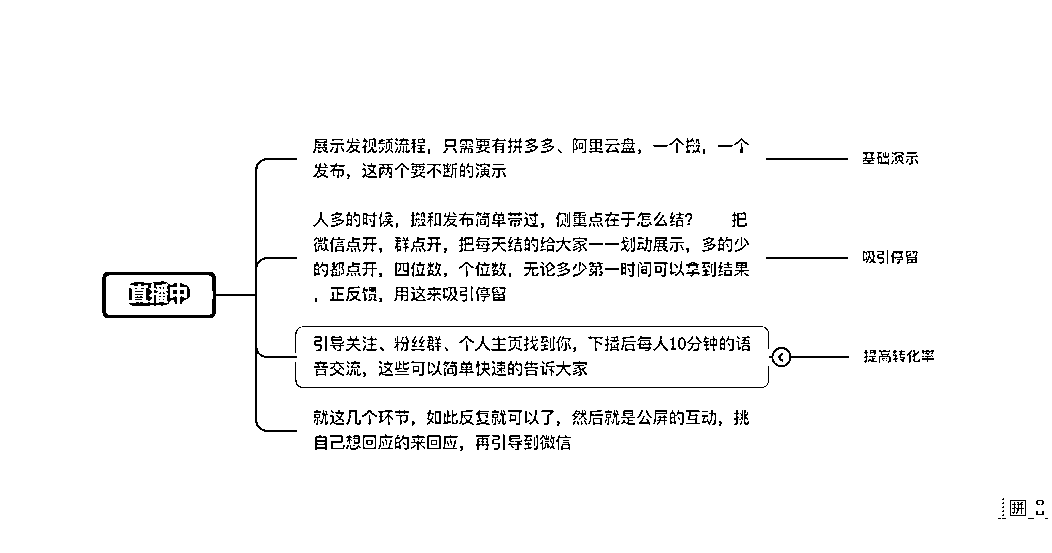 展示发视频流程，只需要有拼多多、阿里云盘，一个搬，一个
发布，这两个要不断的演示
基础演示
人多的时候，搬和发布简单带过，侧重点在于怎么结？ 把
微信点开，群点开，把每天结的给大家一一划动展示，多的少
的都点开，四位数，个位数，无论多少第一时间可以拿到结果
，正反馈，用这来吸引停留
吸引停留
直播中
引导关注、粉丝群、个人主页找到你，下播后每人10分钟的语
音交流，这些可以简单快速的告诉大家
提高转化率
就这几个环节，如此反复就可以了，然后就是公屏的互动，挑
自己想回应的来回应，再引导到微信
拼